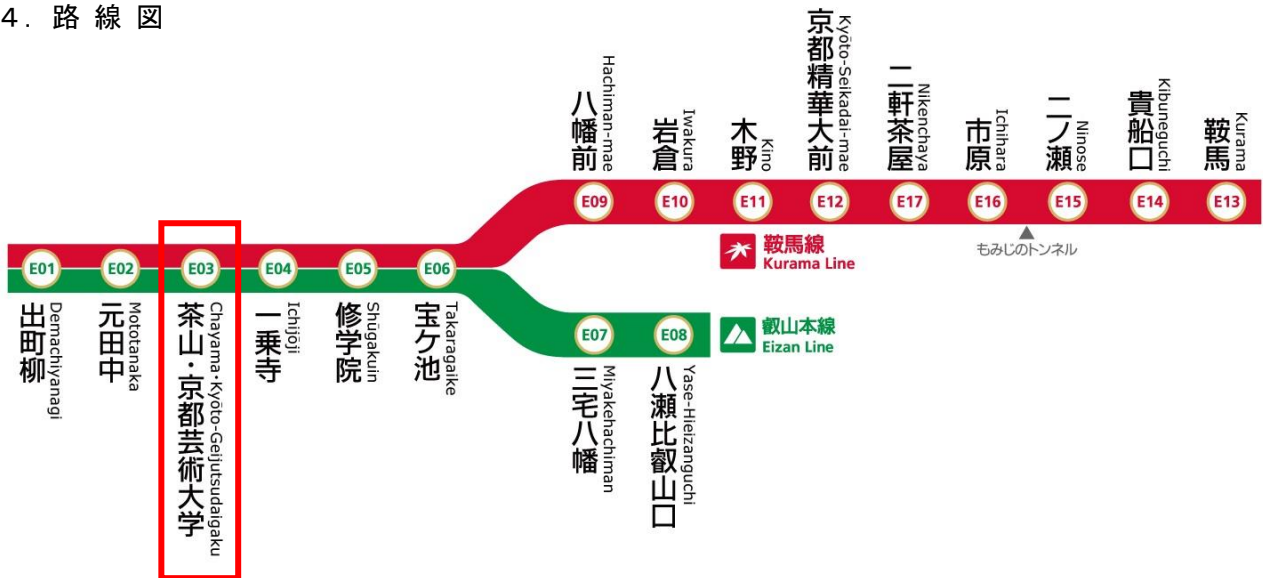 4. 路線図
八幡前
Hachiman-mae
岩倉
Iwakura
木野
Kino
京都精華大前
Kyōto-Seikadai-mae
二軒茶屋
Nikenchaya
市原
Ichihara
二ノ瀬
Ninose
貴船口
Kibuneguchi
鞍馬
Kurama
E09
E10
E11
E12
E17
E16
E15
E14
E13
鞍馬線
Kurama Line
もみじのトンネル
E01
E02
E03
E04
E05
E06
出町柳
Demachiyanagi
元田中
Mototanaka
茶山・京都芸術大学
Chayama・Kyōto-Geijutsudaigaku
一乗寺
Ichijōji
修学院
Shūgakuin
宝ケ池
Takaragaike
E07
E08
叡山本線
Eizan Line
三宅八幡
Miyakehachiman
八瀬比叡山口
Yase-Hieizanguchi